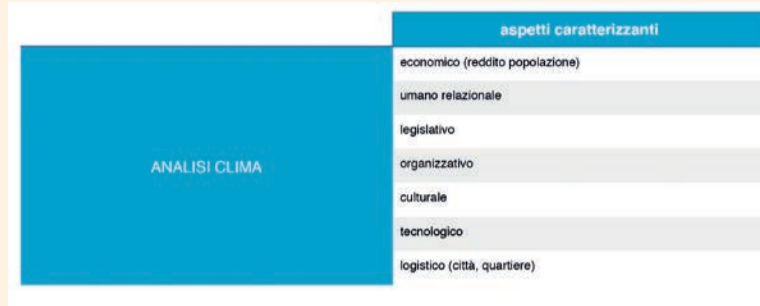 aspetti caratterizzanti
economico (reddito popolazione)
umano relazionale
legislativo
ANALISI CLIMA
organizzativo
culturale
tecnologico
logistico (città, quartiere)